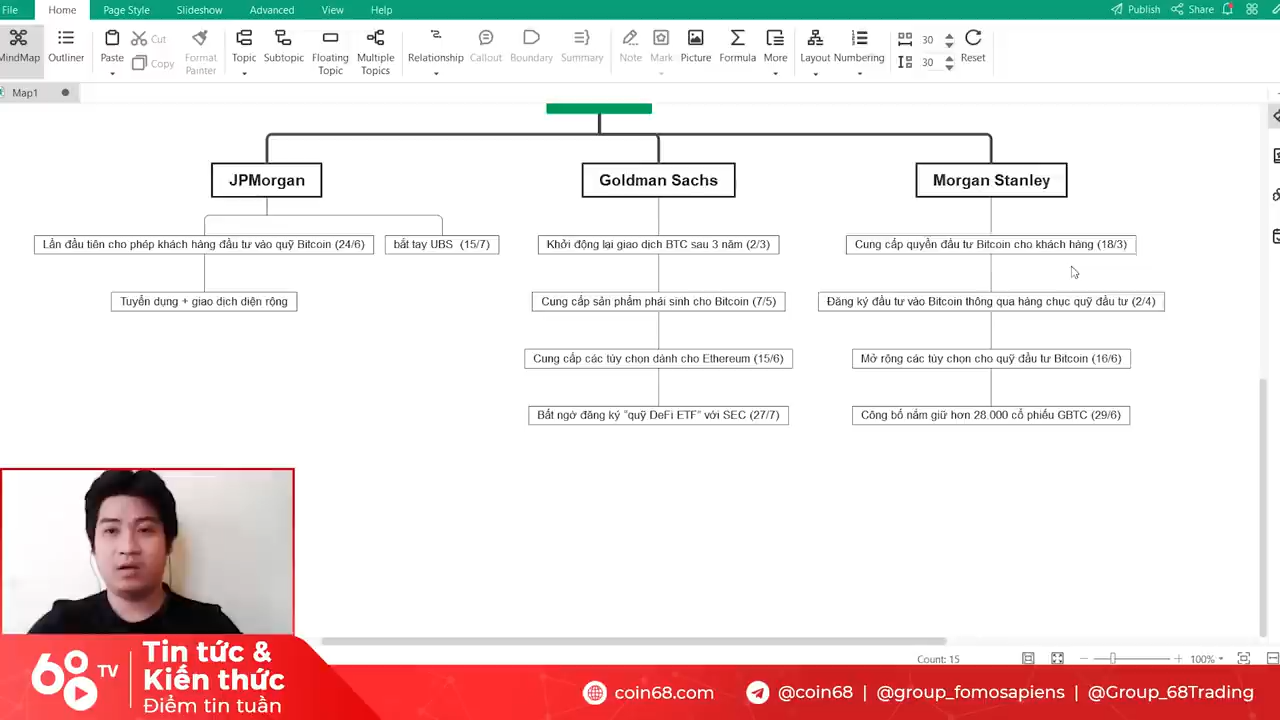 File Home Page Style Slideshow Advanced View Help Publish Share
MindMap Outliner Paste Cut Copy Format Painter Topic Subtopic Floating Topic Multiple Topics Relationship Callout Boundary Summary Note Mark Picture Formula More Layout Numbering 30 30 Reset
Map1
JPMorgan
Goldman Sachs
Morgan Stanley
Lần đầu tiên cho phép khách hàng đầu tư vào quỹ Bitcoin (24/6)
bắt tay UBS (15/7)
Khởi động lại giao dịch BTC sau 3 năm (2/3)
Cung cấp quyền đầu tư Bitcoin cho khách hàng (18/3)
Tuyển dụng + giao dịch diện rộng
Cung cấp sản phẩm phái sinh cho Bitcoin (7/5)
Đăng ký đầu tư vào Bitcoin thông qua hàng chục quỹ đầu tư (2/4)
Cung cấp các tùy chọn dành cho Ethereum (15/6)
Mở rộng các tùy chọn cho quỹ đầu tư Bitcoin (16/6)
Bất ngờ đăng ký "quỹ DeFi ETF" với SEC (27/7)
Công bố nắm giữ hơn 28.000 cổ phiếu GBTC (29/6)
Count: 15
100%
68 TV
Tin tức &
Kiến thức
Điểm tin tuần
coin68.com
@coin68 | @group_fomosapiens | @Group_68Trading